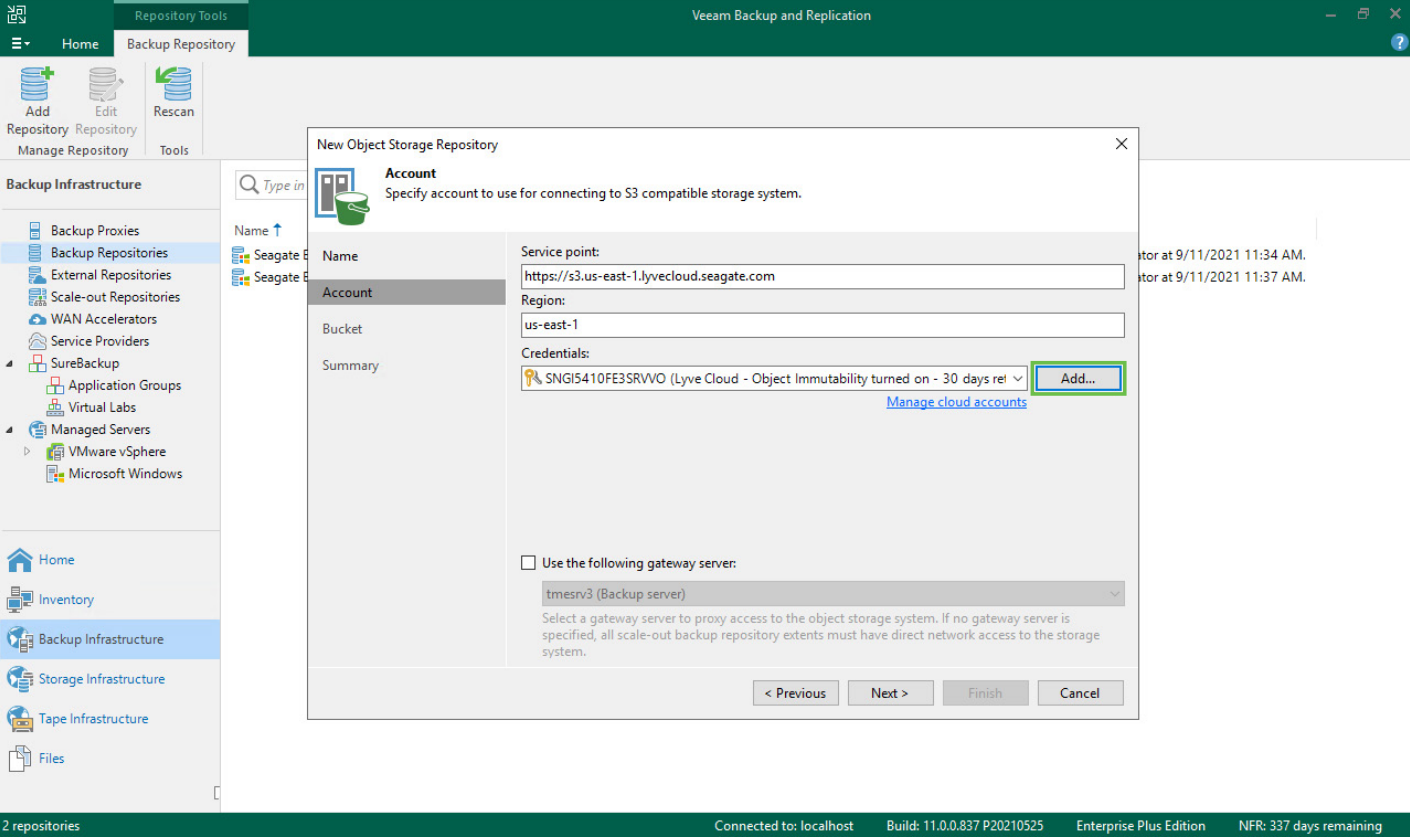 Repository Tools
Veeam Backup and Replication
Home
Backup Repository
Add
Repository
Edit
Repository
Rescan
Manage Repository
Tools
Backup Infrastructure
Backup Proxies
Backup Repositories
External Repositories
Scale-out Repositories
WAN Accelerators
Service Providers
SureBackup
Application Groups
Virtual Labs
Managed Servers
VMware vSphere
Microsoft Windows
Home
Inventory
Backup Infrastructure
Storage Infrastructure
Tape Infrastructure
Files
Type in
Name
Seagate
Seagate
ator at 9/11/2021 11:34 AM.
ator at 9/11/2021 11:37 AM.
New Object Storage Repository
Account
Specify account to use for connecting to S3 compatible storage system.
Name
Account
Bucket
Summary
Service point:
https://s3.us-east-1.lyvecloud.seagate.com
Region:
us-east-1
Credentials:
SNGI5410FE3SRVVO (Lyve Cloud - Object Immutability turned on - 30 days ret
Add...
Manage cloud accounts
Use the following gateway server:
tmesrv3 (Backup server)
Select a gateway server to proxy access to the object storage system. If no gateway server is
specified, all scale-out backup repository extents must have direct network access to the storage
system.
< Previous
Next >
Finish
Cancel
2 repositories
Connected to: localhost
Build: 11.0.0.837 P20210525
Enterprise Plus Edition
NFR: 337 days remaining